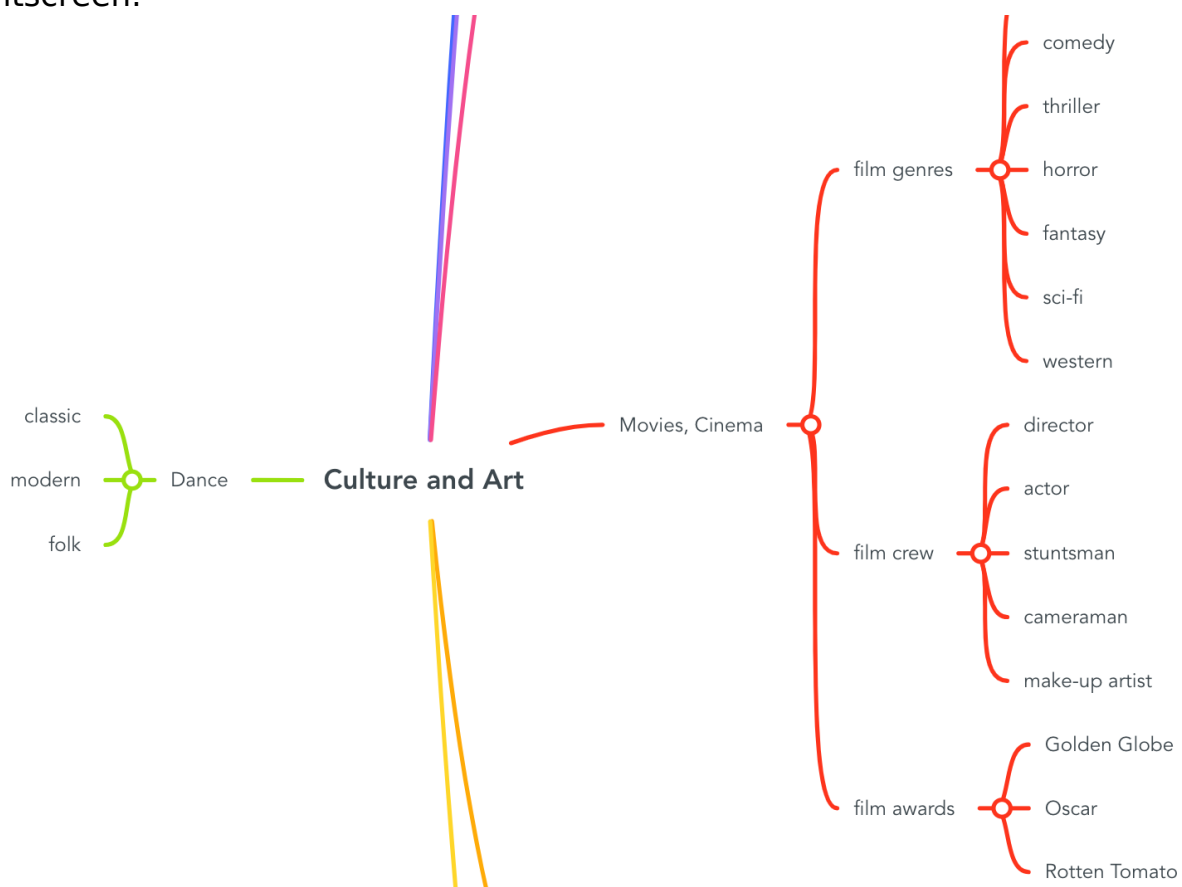 comedy
thriller
film genres
horror
fantasy
sci-fi
western
classic
modern
folk
Dance
Culture and Art
Movies, Cinema
director
actor
film crew
stuntsman
cameraman
make-up artist
Golden Globe
film awards
Oscar
Rotten Tomato